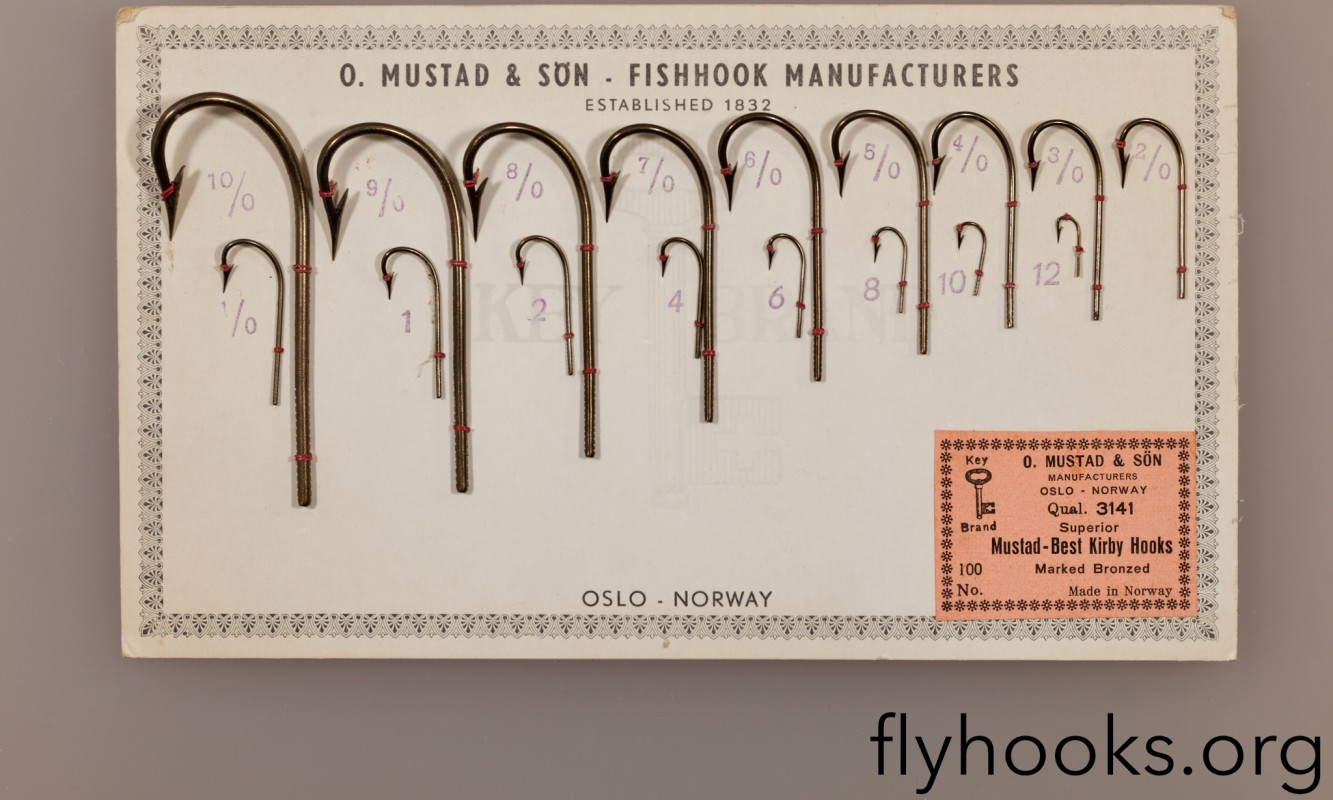 O. MUSTAD & SÖN - FISHHOOK MANUFACTURERS
ESTABLISHED 1832
10/0 9/0 8/0 7/0 6/0 5/0 4/0 3/0 2/0
1/0 1 2 4 6 8 10 12
KEY BRAND
Key
Brand
O. MUSTAD & SÖN
MANUFACTURERS
OSLO - NORWAY
Qual. 3141
Superior
Mustad-Best Kirby Hooks
100 Marked Bronzed
No. Made in Norway
OSLO - NORWAY
flyhooks.org